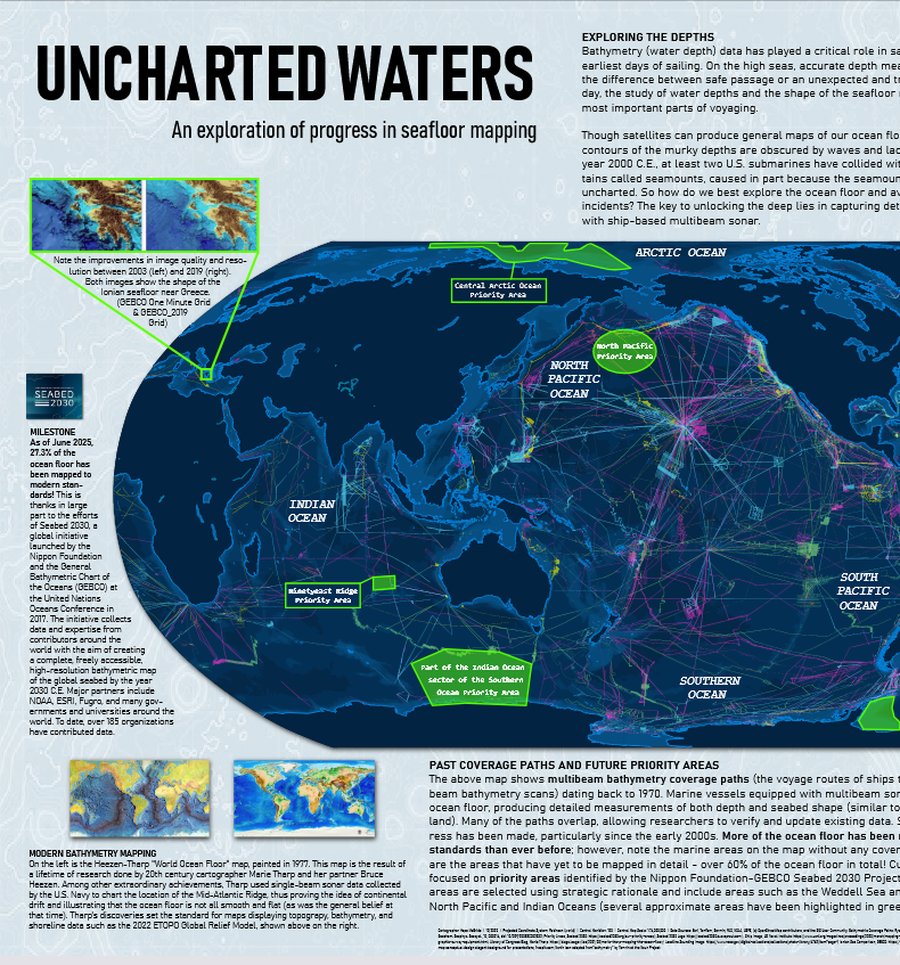 UNCHARTED WATERS
An exploration of progress in seafloor mapping
EXPLORING THE DEPTHS
Bathymetry (water depth) data has played a critical role in sa
earliest days of sailing. On the high seas, accurate depth mea
the difference between safe passage or an unexpected and tr
day, the study of water depths and the shape of the seafloor
most important parts of voyaging.
Though satellites can produce general maps of our ocean flo
contours of the murky depths are obscured by waves and lac
year 2000 C.E., at least two U.S. submarines have collided wit
tains called seamounts, caused in part because the seamoun
uncharted. So how do we best explore the ocean floor and av
incidents? The key to unlocking the deep lies in capturing det
with ship-based multibeam sonar.
Note the improvements in image quality and reso-
lution between 2003 (left) and 2019 (right).
Both images show the shape of the
Ionian seafloor near Greece.
(GEBCO One Minute Grid
& GEBCO_2019
Grid)
ARCTIC OCEAN
Central Arctic Ocean
Priority Area
North Pacific
Priority Area
NORTH
PACIFIC
OCEAN
INDIAN
OCEAN
Ninetyeast Ridge
Priority Area
SOUTH
PACIFIC
OCEAN
Part of the Indian Ocean
sector of the Southern
Ocean Priority Area
SOUTHERN
OCEAN
SEABED
2030
MILESTONE
As of June 2025,
27.3% of the
ocean floor has
been mapped to
modern stan-
dards! This is
thanks in large
part to the efforts
of Seabed 2030, a
global initiative
launched by the
Nippon Foundation
and the General
Bathymetric Chart of
the Oceans (GEBCO) at
the United Nations
Oceans Conference in
2017. The initiative collects
data and expertise from
contributors around the
world with the aim of creating
a complete, freely accessible,
high-resolution bathymetric map
of the global seabed by the year
2030 C.E. Major partners include
NOAA, ESRI, Fugro, and many gov-
ernments and universities around the
world. To date, over 185 organizations
have contributed data.
MODERN BATHYMETRY MAPPING
On the left is the Heezen-Tharp "World Ocean Floor" map, painted in 1977. This map is the result of
a lifetime of research done by 20th century cartographer Marie Tharp and her partner Bruce
Heezen. Among other extraordinary achievements, Tharp used single-beam sonar data collected
by the U.S. Navy to chart the location of the Mid-Atlantic Ridge, thus proving the idea of continental
drift and illustrating that the ocean floor is not all smooth and flat (as was the general belief at
that time). Tharp's discoveries set the standard for maps displaying topograpy, bathymetry, and
shoreline data such as the 2022 ETOPO Global Relief Model, shown above on the right.
PAST COVERAGE PATHS AND FUTURE PRIORITY AREAS
The above map shows multibeam bathymetry coverage paths (the voyage routes of ships t
beam bathymetry scans) dating back to 1970. Marine vessels equipped with multibeam son
ocean floor, producing detailed measurements of both depth and seabed shape (similar to
land). Many of the paths overlap, allowing researchers to verify and update existing data. S
ress has been made, particularly since the early 2000s. More of the ocean floor has been
standards than ever before; however, note the marine areas on the map without any cover
are the areas that have yet to be mapped in detail - over 60% of the ocean floor in total! Cu
focused on priority areas identified by the Nippon Foundation-GEBCO Seabed 2030 Project
areas are selected using strategic rationale and include areas such as the Weddell Sea an
North Pacific and Indian Oceans (several approximate areas have been highlighted in gree